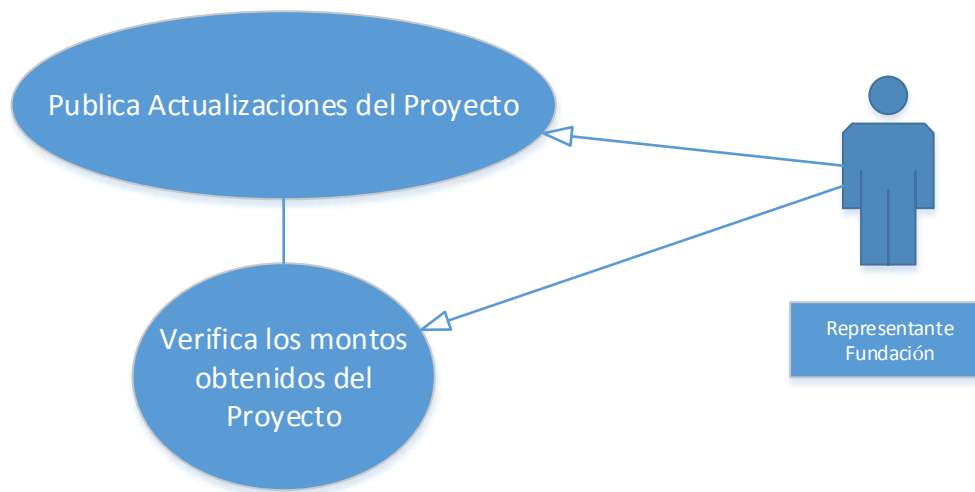 Publica Actualizaciones del Proyecto
Verifica los montos
obtenidos del
Proyecto
Representante
Fundación